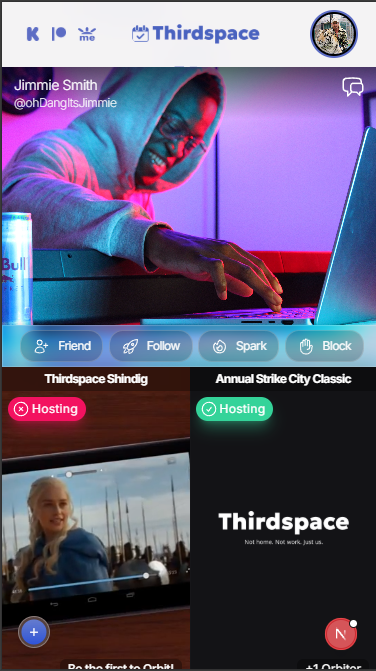 me
Thirdspace
Jimmie Smith
@ohDangItsJimmie
Bull
Friend
Follow
Spark
Block
Thirdspace Shindig
Annual Strike City Classic
Hosting
Hosting
Thirdspace
Not home. Not work. Just us.
Be the first to Orbit!
+1 Orbiter